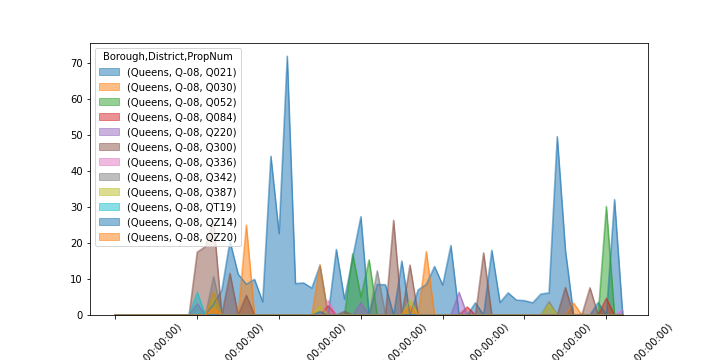 Borough,District,PropNum
(Queens, Q-08, Q021)
(Queens, Q-08, Q030)
(Queens, Q-08, Q052)
(Queens, Q-08, Q084)
(Queens, Q-08, Q220)
(Queens, Q-08, Q300)
(Queens, Q-08, Q336)
(Queens, Q-08, Q342)
(Queens, Q-08, Q387)
(Queens, Q-08, QT19)
(Queens, Q-08, QZ14)
(Queens, Q-08, QZ20)
70
60
50
40
30
20
10
0
00:00:00)
00:00:00)
00:00:00)
00:00:00)
00:00:00)
00:00:00)
00:00:00)